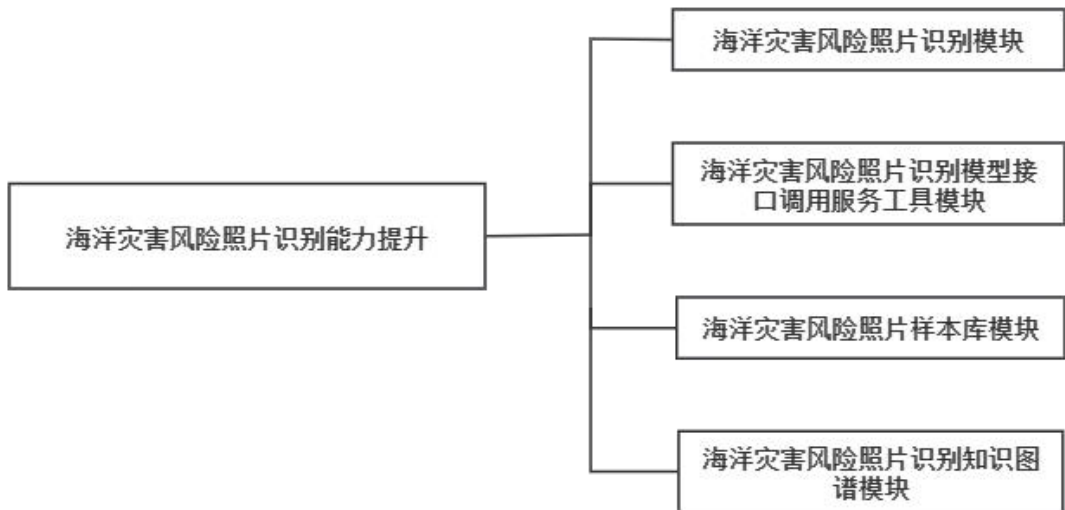 海洋灾害风险照片识别能力提升
海洋灾害风险照片识别模块
海洋灾害风险照片识别模型接
口调用服务工具模块
海洋灾害风险照片样本库模块
海洋灾害风险照片识别知识图
谱模块